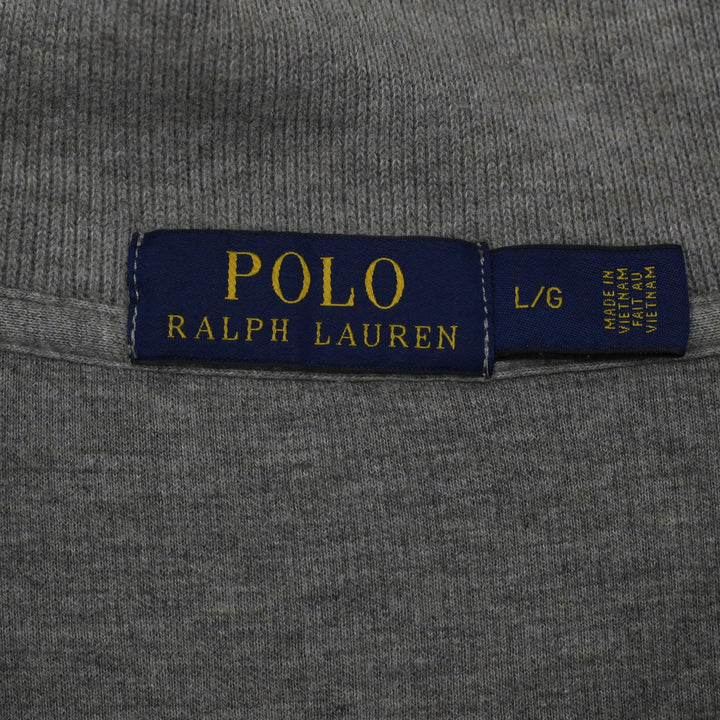 POLO
RALPH LAUREN
L/G
MADE IN
VIETNAM
FAIT AU
VIETNAM